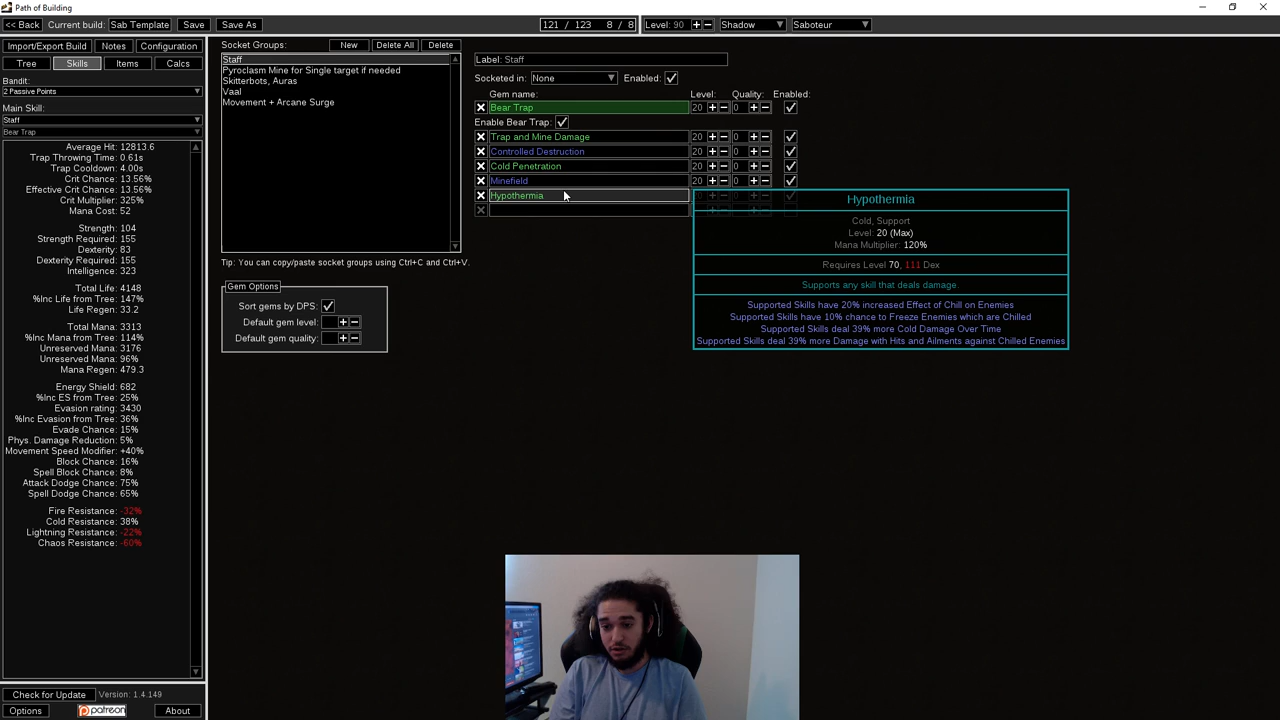 Path of Building
<< Back
Current build:
Sab Template
Save
Save As
121 / 123 8 / 8
Level: 90
Shadow
Saboteur
Import/Export Build
Notes
Configuration
Tree
Skills
Items
Calcs
Bandit:
2 Passive Points
Main Skill:
Staff
Bear Trap
Average Hit: 12813.6
Trap Throwing Time: 0.61s
Trap Cooldown: 4.00s
Crit Chance: 13.56%
Effective Crit Chance: 13.56%
Crit Multiplier: 325%
Mana Cost: 52
Strength: 104
Strength Required: 155
Dexterity: 83
Dexterity Required: 155
Intelligence: 323
Total Life: 4148
%Inc Life from Tree: 147%
Life Regen: 33.2
Total Mana: 3313
%Inc Mana from Tree: 114%
Unreserved Mana: 3176
Unreserved Mana: 96%
Mana Regen: 479.3
Energy Shield: 682
%Inc ES from Tree: 25%
Evasion rating: 3430
%Inc Evasion from Tree: 36%
Evade Chance: 15%
Phys. Damage Reduction: 5%
Movement Speed Modifier: +40%
Block Chance: 16%
Spell Block Chance: 8%
Attack Dodge Chance: 75%
Spell Dodge Chance: 65%
Fire Resistance: -32%
Cold Resistance: 38%
Lightning Resistance: -22%
Chaos Resistance: -60%
Check for Update
Version: 1.4.149
Options
patreon
About
Socket Groups:
New
Delete All
Delete
Staff
Pyroclasm Mine for Single target if needed
Skitterbots, Auras
Vaal
Movement + Arcane Surge
Tip: You can copy/paste socket groups using Ctrl+C and Ctrl+V.
Gem Options
Sort gems by DPS:
Default gem level:
Default gem quality:
Label: Staff
Socketed in: None
Enabled:
Gem name: Level: Quality: Enabled:
Bear Trap 20 0
Enable Bear Trap:
Trap and Mine Damage 20 0
Controlled Destruction 20 0
Cold Penetration 20 0
Minefield 20 0
Hypothermia
Hypothermia
Cold, Support
Level: 20 (Max)
Mana Multiplier: 120%
Requires Level 70, 111 Dex
Supports any skill that deals damage.
Supported Skills have 20% increased Effect of Chill on Enemies
Supported Skills have 10% chance to Freeze Enemies which are Chilled
Supported Skills deal 39% more Cold Damage Over Time
Supported Skills deal 39% more Damage with Hits and Ailments against Chilled Enemies